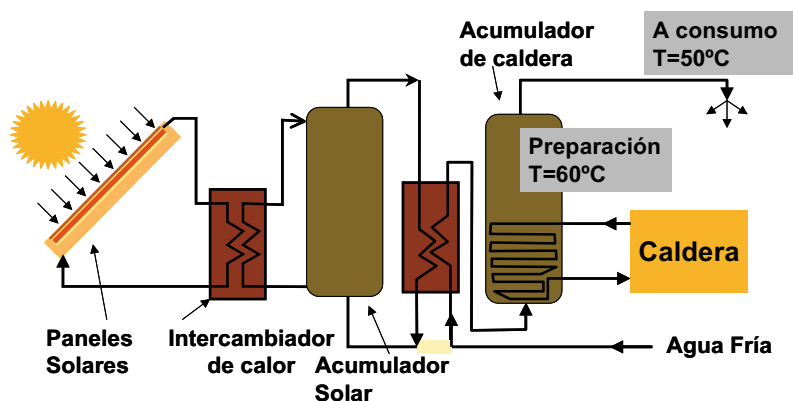 Acumulador
de caldera
A consumo
T=50ºC
Preparación
T=60ºC
Caldera
Paneles
Solares
Intercambiador
de calor
Acumulador
Solar
Agua Fría